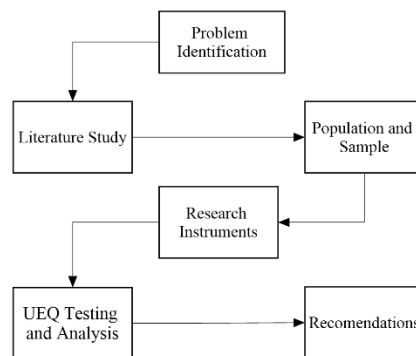 Problem
Identification
Literature Study
Population and
Sample
Research
Instruments
UEQ Testing
and Analysis
Recomendations